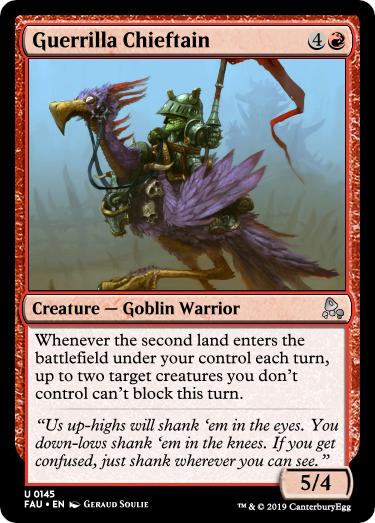 Guerrilla Chieftain 4
Creature — Goblin Warrior
Whenever the second land enters the
battlefield under your control each turn,
up to two target creatures you don't
control can't block this turn.
“Us up-highs will shank ‘em in the eyes. You
down-lows shank ‘em in the knees. If you get
confused, just shank wherever you can see.”
5/4
U 0145
FAU • EN Geraud Soulie
™ & © 2019 CanterburyEgg